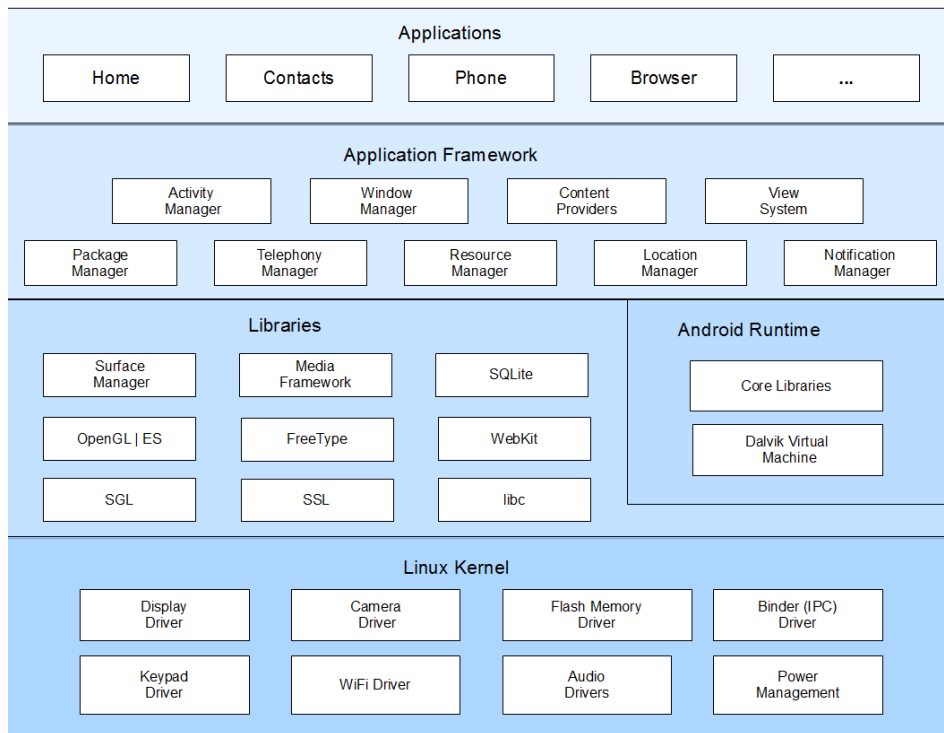 Applications
Home
Contacts
Phone
Browser
...
Application Framework
Activity
Manager
Window
Manager
Content
Providers
View
System
Package
Manager
Telephony
Manager
Resource
Manager
Location
Manager
Notification
Manager
Libraries
Surface
Manager
Media
Framework
SQLite
OpenGL | ES
FreeType
WebKit
SGL
SSL
libc
Android Runtime
Core Libraries
Dalvik Virtual
Machine
Linux Kernel
Display
Driver
Camera
Driver
Flash Memory
Driver
Binder (IPC)
Driver
Keypad
Driver
WiFi Driver
Audio
Drivers
Power
Management